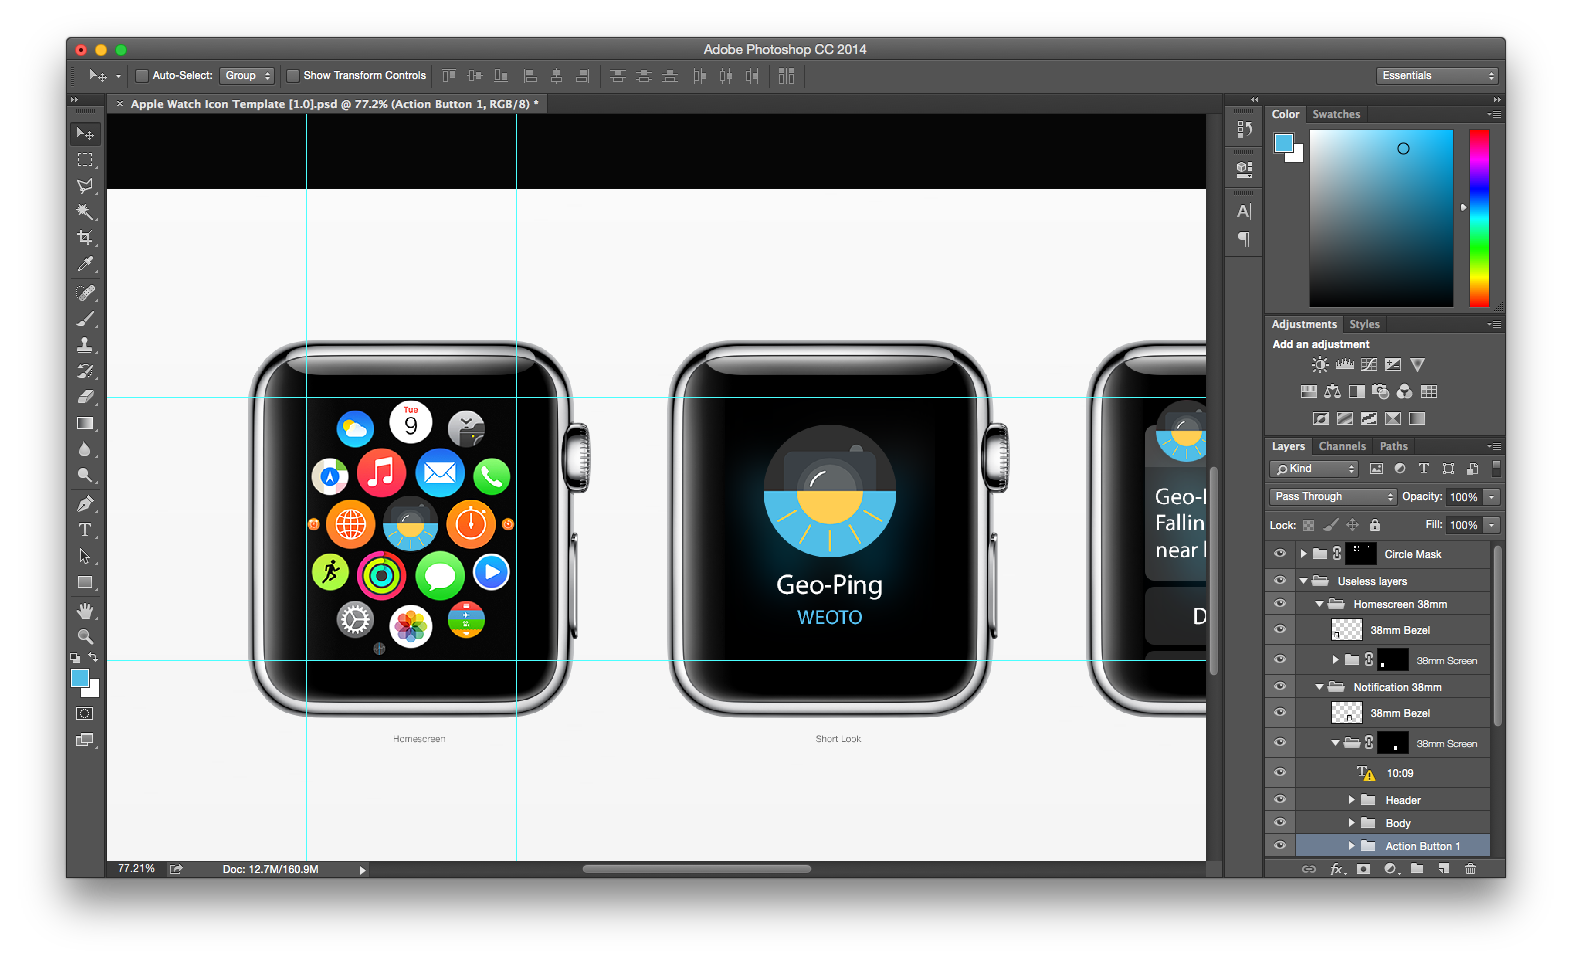 Adobe Photoshop CC 2014
Auto-Select: Group Show Transform Controls Essentials
× Apple Watch Icon Template [1.0].psd @ 77.2% (Action Button 1, RGB/8) *
Color Swatches
Adjustments Styles
Add an adjustment
Layers Channels Paths
Kind
Pass Through Opacity: 100%
Lock: Fill: 100%
Circle Mask
Useless layers
Homescreen 38mm
38mm Bezel
38mm Screen
Notification 38mm
38mm Bezel
38mm Screen
10:09
Header
Body
Action Button 1
Tue
9
Geo-Ping
WEOTO
Geo-
Fallin
near
D
Homescreen
Short Look
77.21% Doc: 12.7M/160.9M